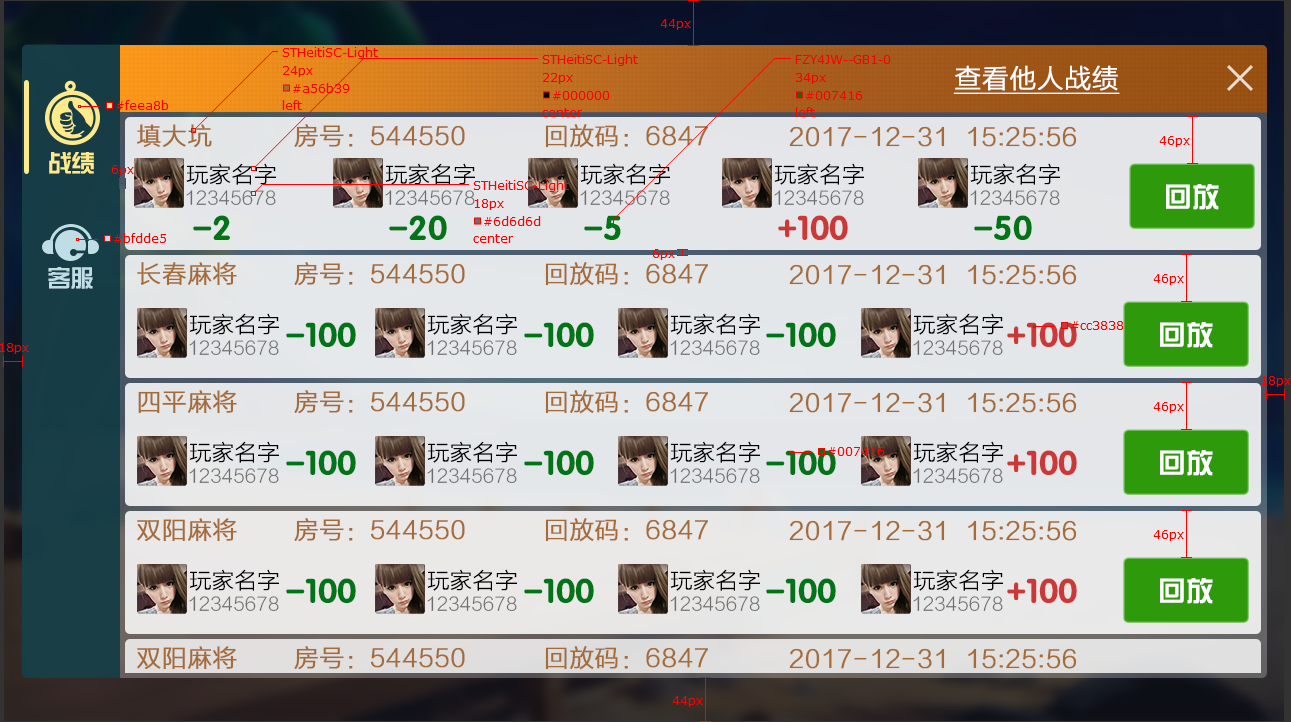 44px
查看他人战绩
STHeitiSC-Light
24px
#a56b39
left
STHeitiSC-Light
22px
#000000
center
FZY4JW--GB1-0
34px
#007416
left
#feea8b
战绩
#bfdde5
客服
填大坑 房号：544550 回放码：6847 2017-12-31 15:25:56
46px
6px
玩家名字 玩家名字 玩家名字 玩家名字 玩家名字
12345678 12345678 12345678 12345678 12345678
回放
STHeitiSC-Light
18px
#6d6d6d
center
-2 -20 -5 +100 -50
6px
长春麻将 房号：544550 回放码：6847 2017-12-31 15:25:56
46px
玩家名字 -100 玩家名字 -100 玩家名字 -100 玩家名字 +100
12345678 12345678 12345678 12345678
#cc3838
回放
18px
18px
四平麻将 房号：544550 回放码：6847 2017-12-31 15:25:56
46px
玩家名字 -100 玩家名字 -100 玩家名字 -100 玩家名字 +100
12345678 12345678 12345678 12345678
#007416
回放
双阳麻将 房号：544550 回放码：6847 2017-12-31 15:25:56
46px
玩家名字 -100 玩家名字 -100 玩家名字 -100 玩家名字 +100
12345678 12345678 12345678 12345678
回放
双阳麻将 房号：544550 回放码：6847 2017-12-31 15:25:56
44px